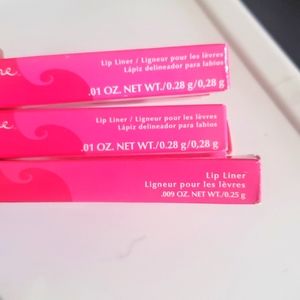 Lip Liner / Ligneur pour les lèvres
Lápiz delineador para labios
.01 OZ. NET WT./0.28 g/0,28 g
Lip Liner / Ligneur pour les lèvres
Lápiz delineador para labios
.01 OZ. NET WT./0.28 g/0,28 g
Lip Liner
Ligneur pour les lèvres
.009 OZ. NET WT./0.25 g